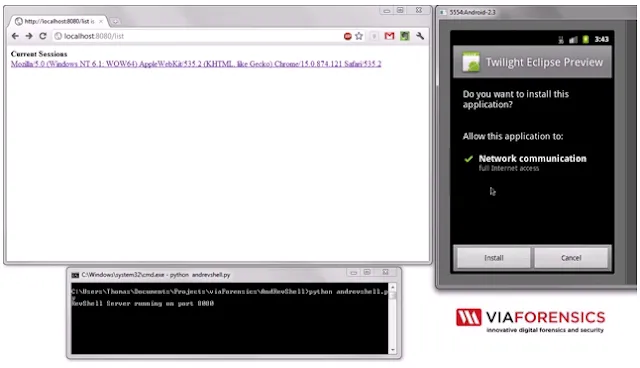 http://localhost:8080/list is
localhost:8080/list
Current Sessions
Mozilla/5.0 (Windows NT 6.1; WOW64) AppleWebKit/535.2 (KHTML, like Gecko) Chrome/15.0.874.121 Safari/535.2
5554:Android-2.3
3:43
Twilight Eclipse Preview
Do you want to install this
application?
Allow this application to:
Network communication
full Internet access
Install
Cancel
C:\Windows\system32\cmd.exe - python andrevshell.py
C:\Users\Thomas\Documents\Projects\viaForensics\AndRevShell>python andrevshell.p
y
RevShell Server running on port 8080
VIAFORENSICS
innovative digital forensics and security